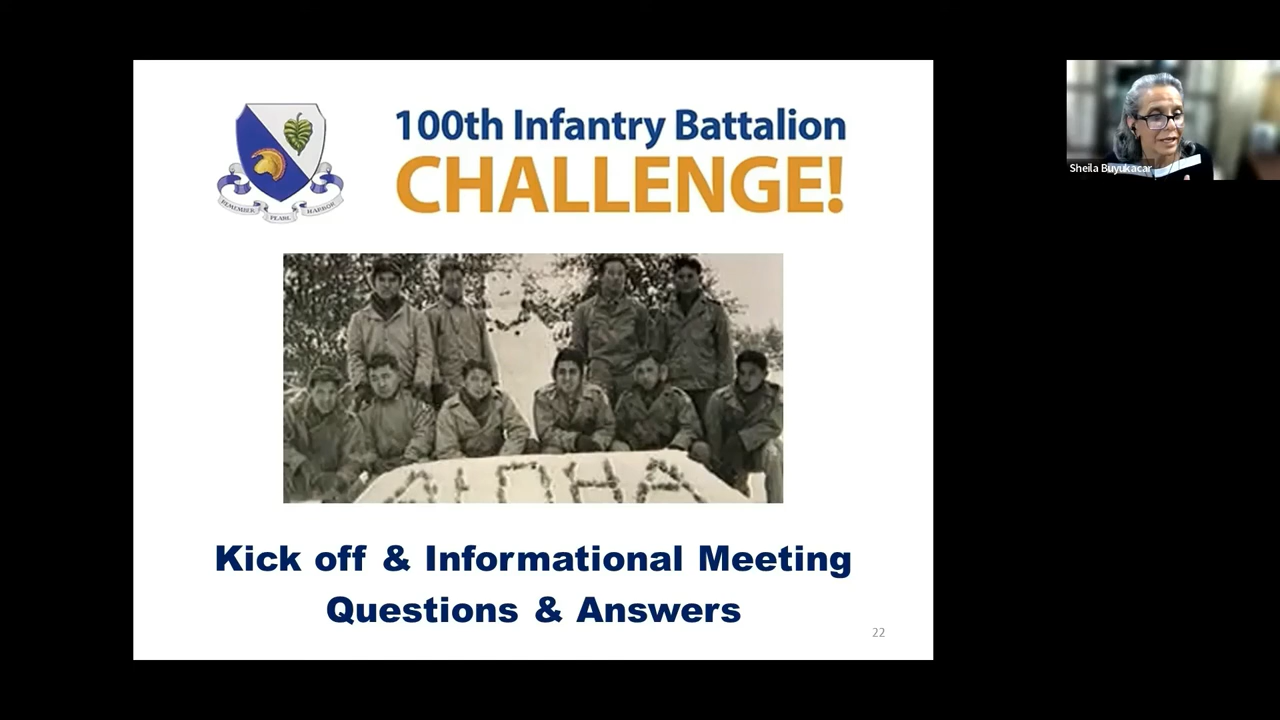 100th Infantry Battalion
CHALLENGE!
REMEMBER PEARL HARBOR
Sheila Buyukacar
ALOHA
Kick off & Informational Meeting
Questions & Answers
22